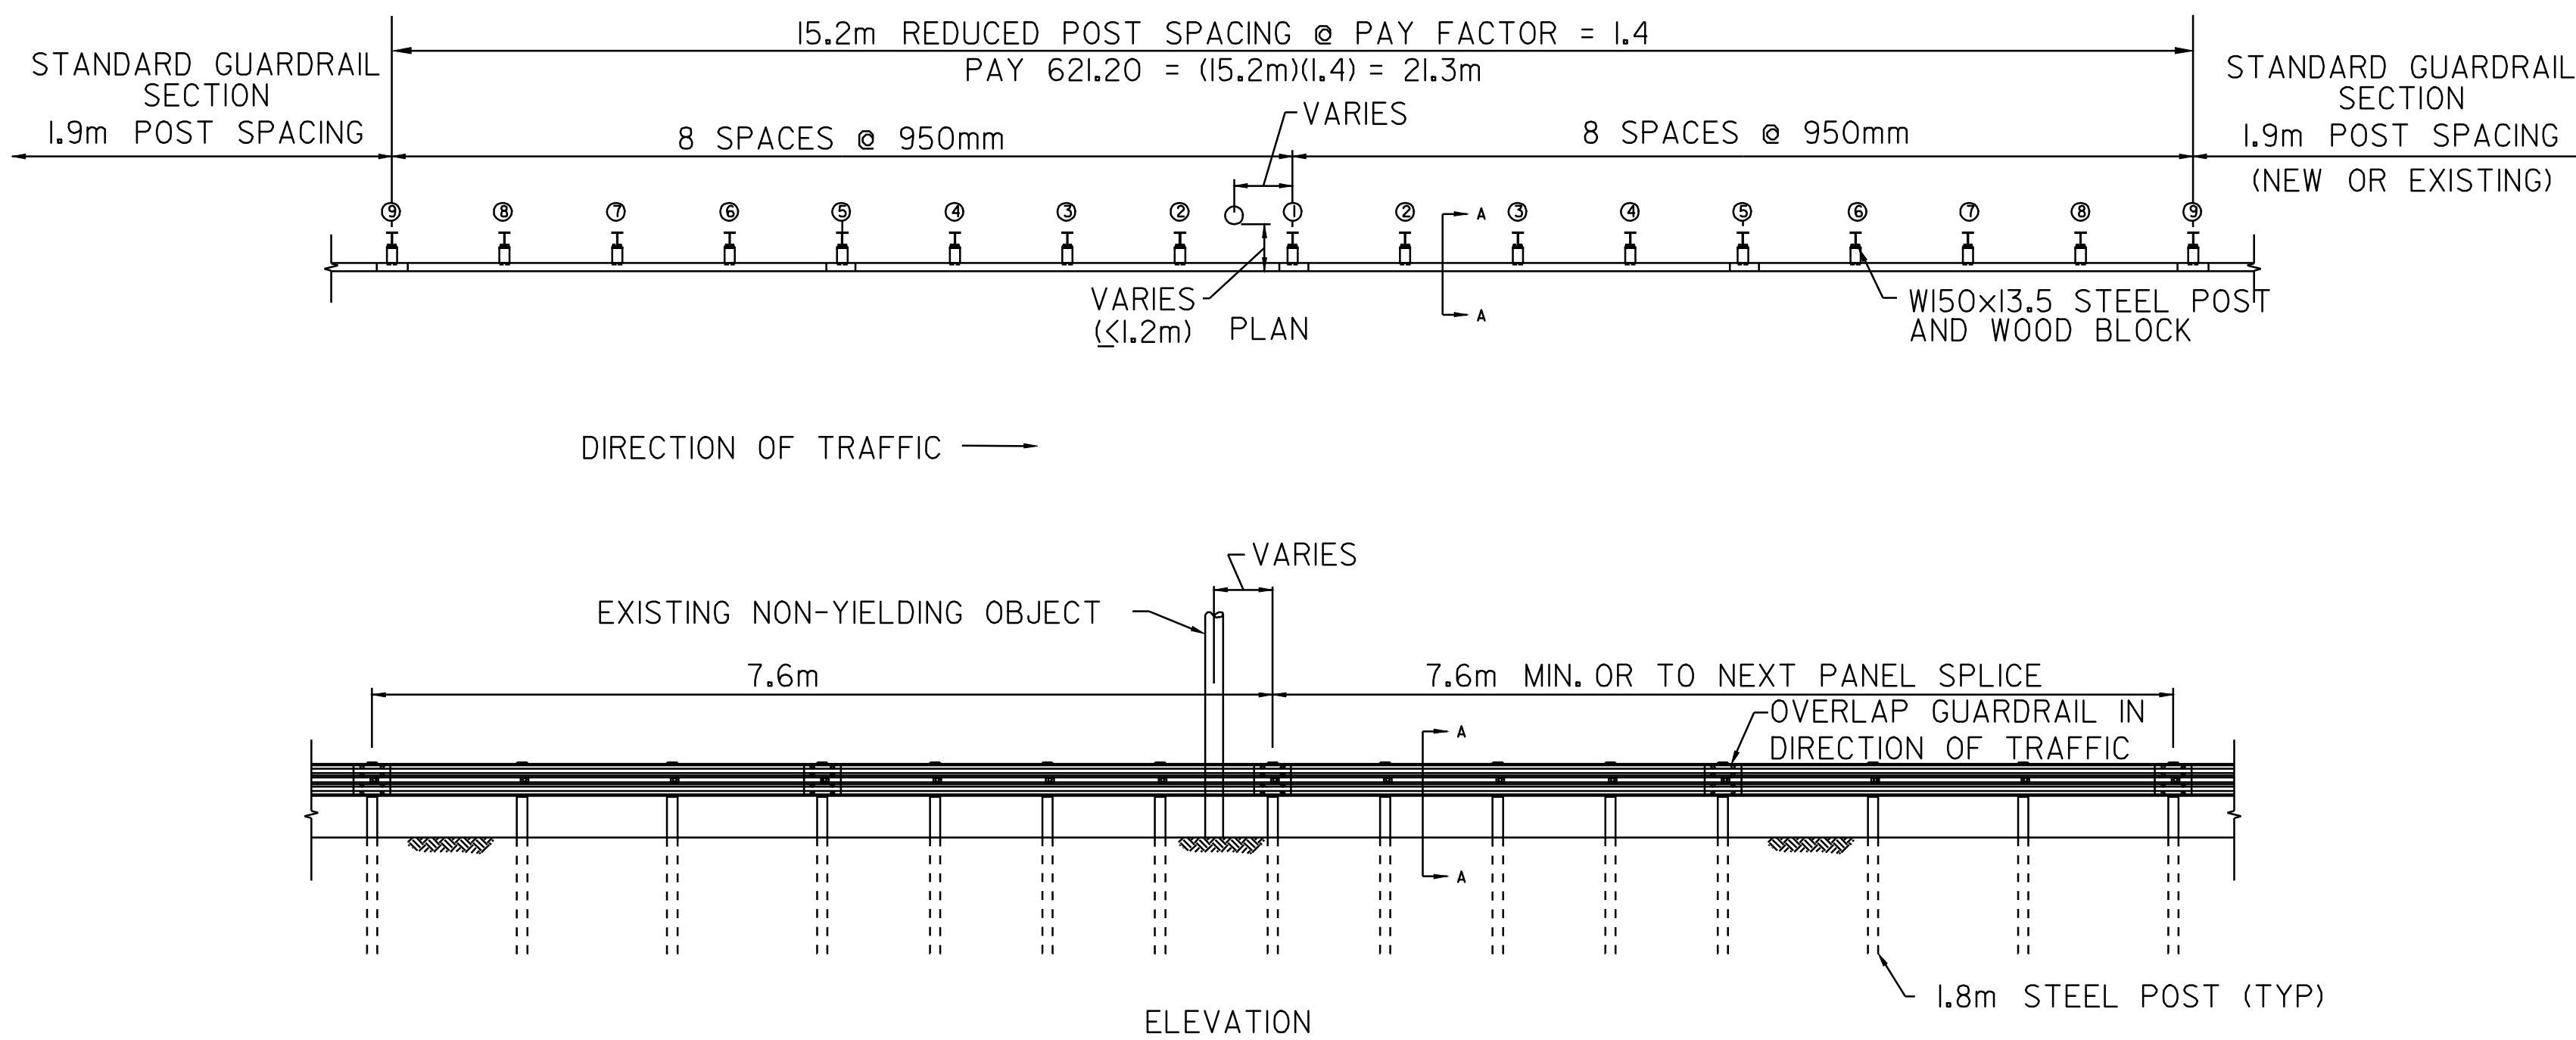 15.2m REDUCED POST SPACING @ PAY FACTOR = 1.4
PAY 621.20 = (15.2m)(1.4) = 21.3m
STANDARD GUARDRAIL
SECTION
1.9m POST SPACING
STANDARD GUARDRAIL
SECTION
1.9m POST SPACING
(NEW OR EXISTING)
VARIES
8 SPACES @ 950mm
8 SPACES @ 950mm
9 8 7 6 5 4 3 2 1 2 3 4 5 6 7 8 9
A
A
VARIES
(≤1.2m)
PLAN
W150x13.5 STEEL POST
AND WOOD BLOCK
DIRECTION OF TRAFFIC
VARIES
EXISTING NON-YIELDING OBJECT
7.6m
7.6m MIN. OR TO NEXT PANEL SPLICE
OVERLAP GUARDRAIL IN
DIRECTION OF TRAFFIC
A
A
1.8m STEEL POST (TYP)
ELEVATION